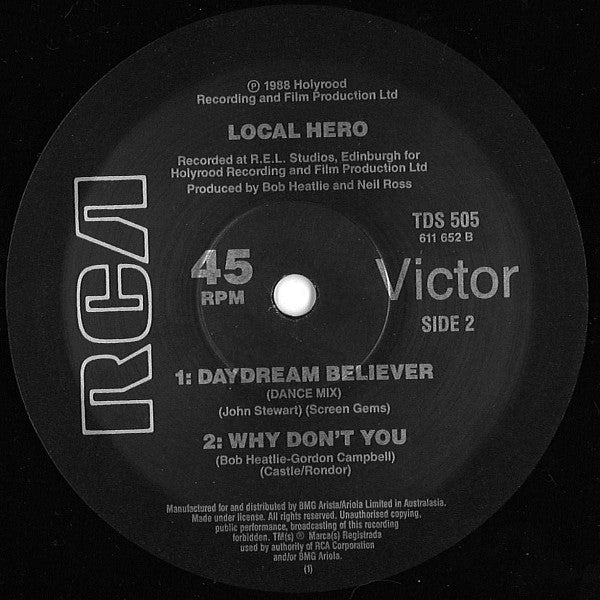 ℗ 1988 Holyrood
Recording and Film Production Ltd
LOCAL HERO
Recorded at R.E.L. Studios, Edinburgh for
Holyrood Recording and Film Production Ltd
Produced by Bob Heatlie and Neil Ross
RCA
45
RPM
TDS 505
611 652 B
Victor
SIDE 2
1: DAYDREAM BELIEVER
(DANCE MIX)
(John Stewart) (Screen Gems)
2: WHY DON'T YOU
(Bob Heatlie-Gordon Campbell)
(Castle/Rondor)
Manufactured for and distributed by BMG Arista/Ariola Limited in Australasia.
Made under license. All rights reserved. Unauthorised copying,
public performance, broadcasting of this recording
forbidden. TM(s) ® Marca(s) Registrada
used by authority of RCA Corporation
and/or BMG Ariola.
(1)